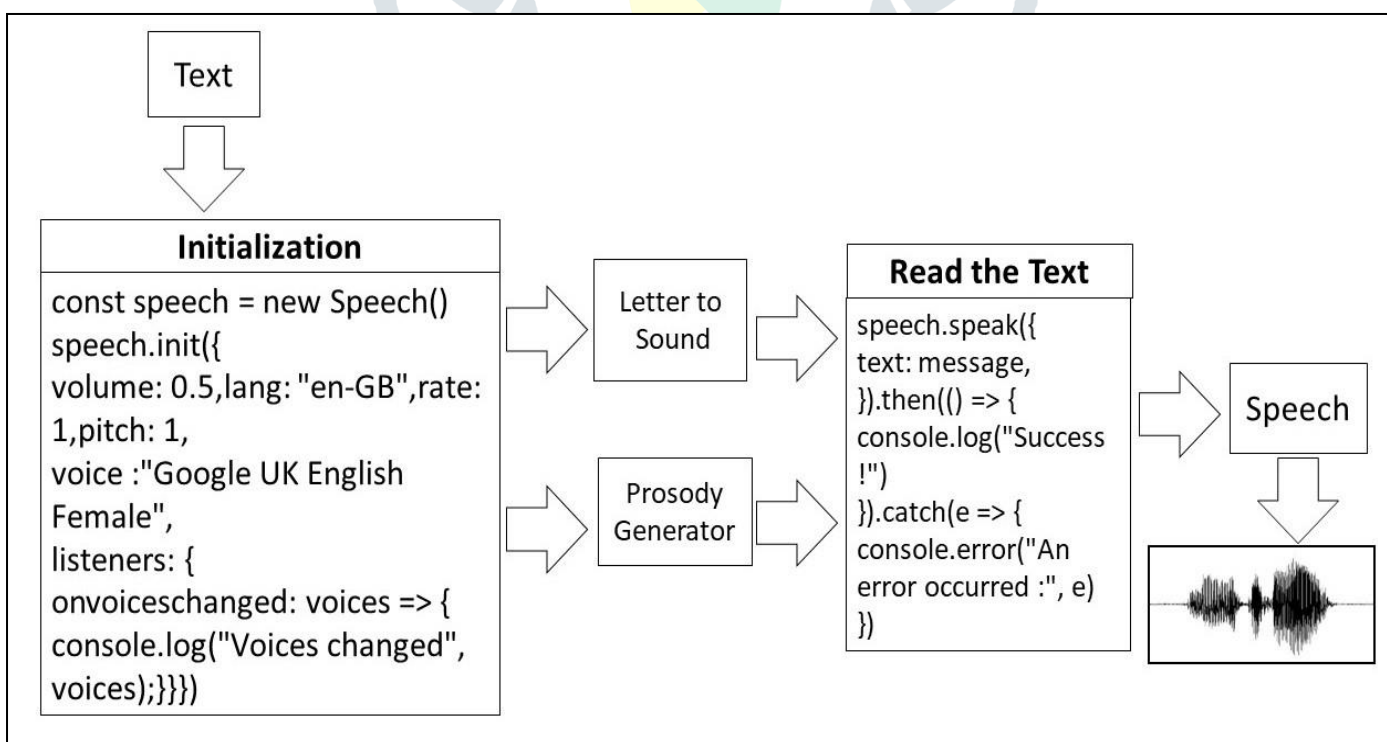 Text
Initialization
const speech = new Speech()
speech.init({
volume: 0.5,lang: "en-GB",rate:
1,pitch: 1,
voice :"Google UK English
Female",
listeners: {
onvoiceschanged: voices => {
console.log("Voices changed",
voices);}}})
Letter to
Sound
Prosody
Generator
Read the Text
speech.speak({
text: message,
}).then(() => {
console.log("Success
!")
}).catch(e => {
console.error("An
error occurred :", e)
})
Speech